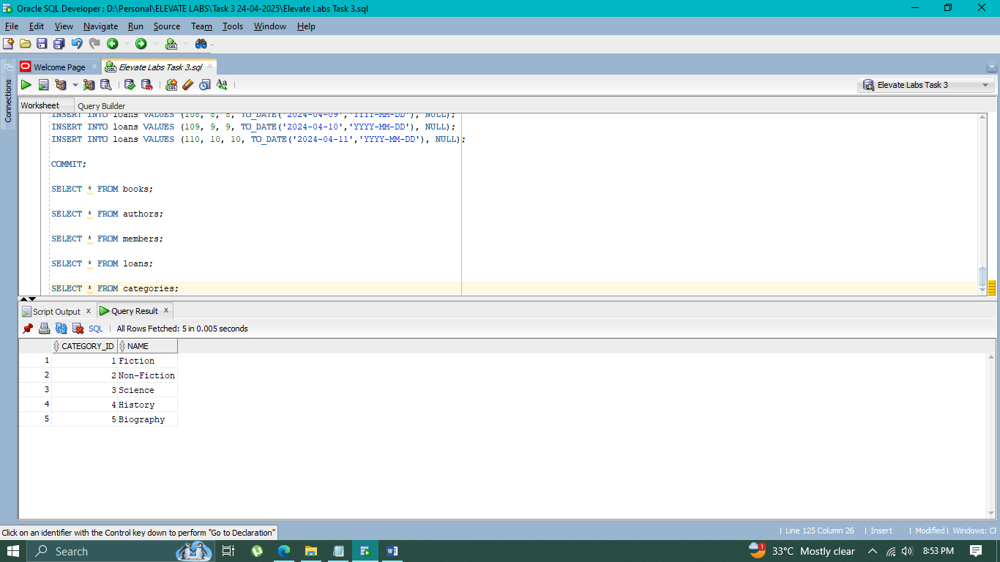 Oracle SQL Developer : D:\Personal\ELEVATE LABS\Task 3 24-04-2025\Elevate Labs Task 3.sql
File Edit View Navigate Run Source Team Tools Window Help
Connections
Welcome Page
Elevate Labs Task 3.sql
Elevate Labs Task 3
Worksheet Query Builder
INSERT INTO loans VALUES (108, 8, 8, TO_DATE('2024-04-09','YYYY-MM-DD'), NULL);
INSERT INTO loans VALUES (109, 9, 9, TO_DATE('2024-04-10','YYYY-MM-DD'), NULL);
INSERT INTO loans VALUES (110, 10, 10, TO_DATE('2024-04-11','YYYY-MM-DD'), NULL);
COMMIT;
SELECT * FROM books;
SELECT * FROM authors;
SELECT * FROM members;
SELECT * FROM loans;
SELECT * FROM categories;
Script Output x Query Result x
SQL | All Rows Fetched: 5 in 0.005 seconds
CATEGORY_ID NAME
1 1 Fiction
2 2 Non-Fiction
3 3 Science
4 4 History
5 5 Biography
Click on an identifier with the Control key down to perform "Go to Declaration"
| Line 125 Column 26 | Insert | Modified | Windows: CF
Search
1 33°C Mostly clear 8:53 PM